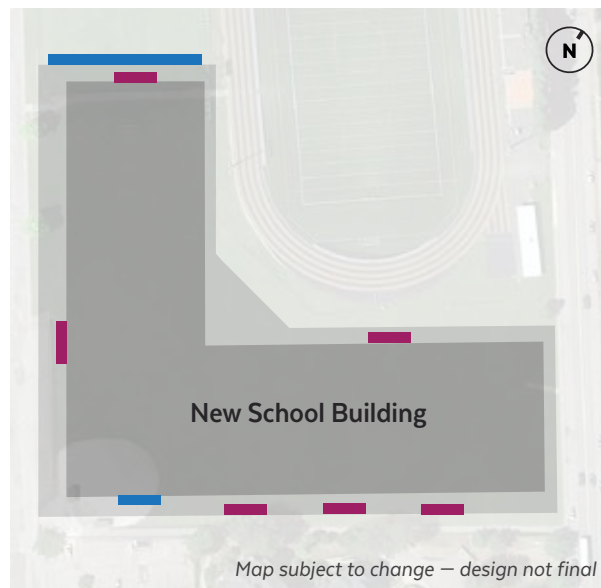 N
New School Building
Map subject to change – design not final